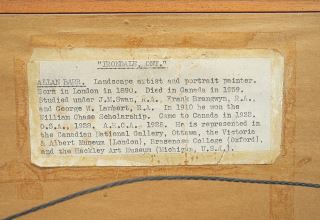 "IRONDALE, ONT."
ALLAN BARR. Landscape artist and portrait painter.
Born in London in 1890. Died in Canada in 1959.
Studied under J.M.Swan, R.A., Frank Brangwyn, R.A.,
and George W. Lambert, R.A. In 1910 he won the
William Chase Scholarship. Came to Canada in
O.S.A., 1928. A.R.C.A. 1928. He is represented in
the Canadian National Gallery, Ottawa, the Victoria
& Albert Museum (London), Brasenose College (Oxford),
and the Hackley Art Museum (Michigan, U.S.A.).